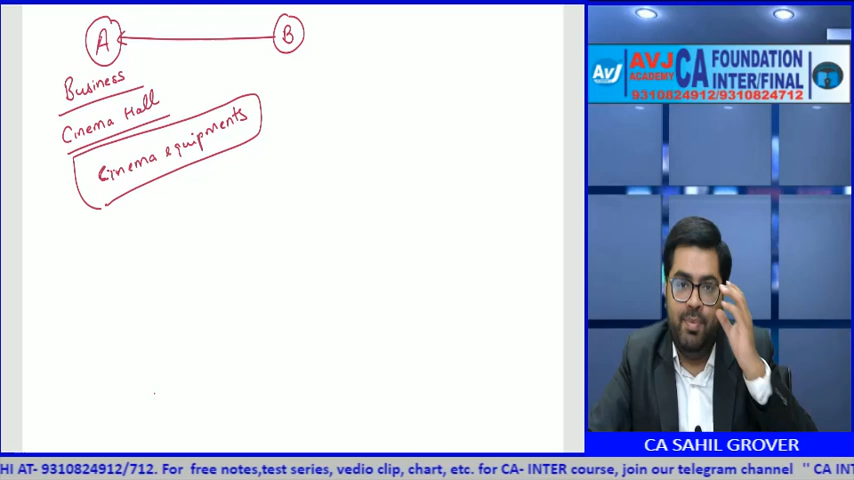 A B
Business
Cinema Hall
Cinema equipments
AVJ
AVJ ACADEMY
CA FOUNDATION INTER/FINAL
9310824912/9310824712
CA SAHIL GROVER
HI AT- 9310824912/712. For free notes,test series, vedio clip, chart, etc. for CA- INTER course, join our telegram channel " CA INT